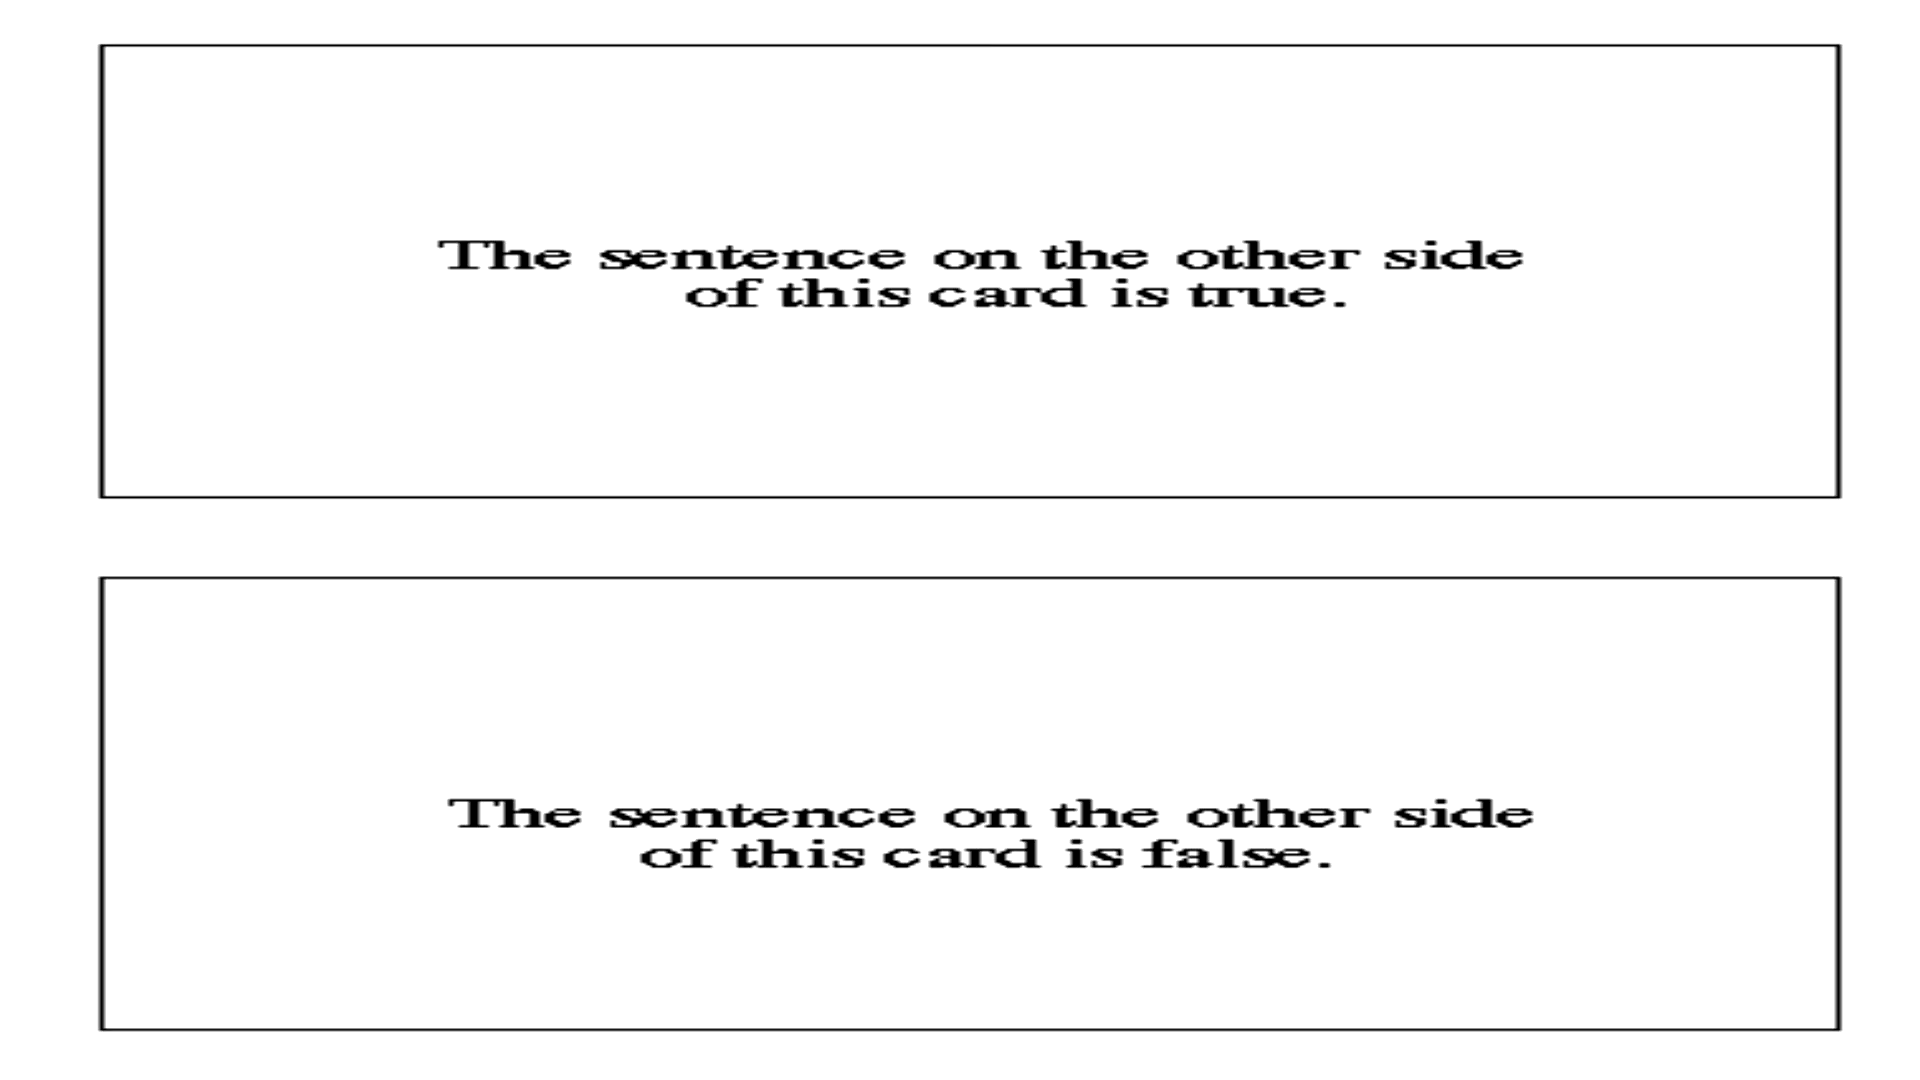 The sentence on the other side
of this card is true.
The sentence on the other side
of this card is false.